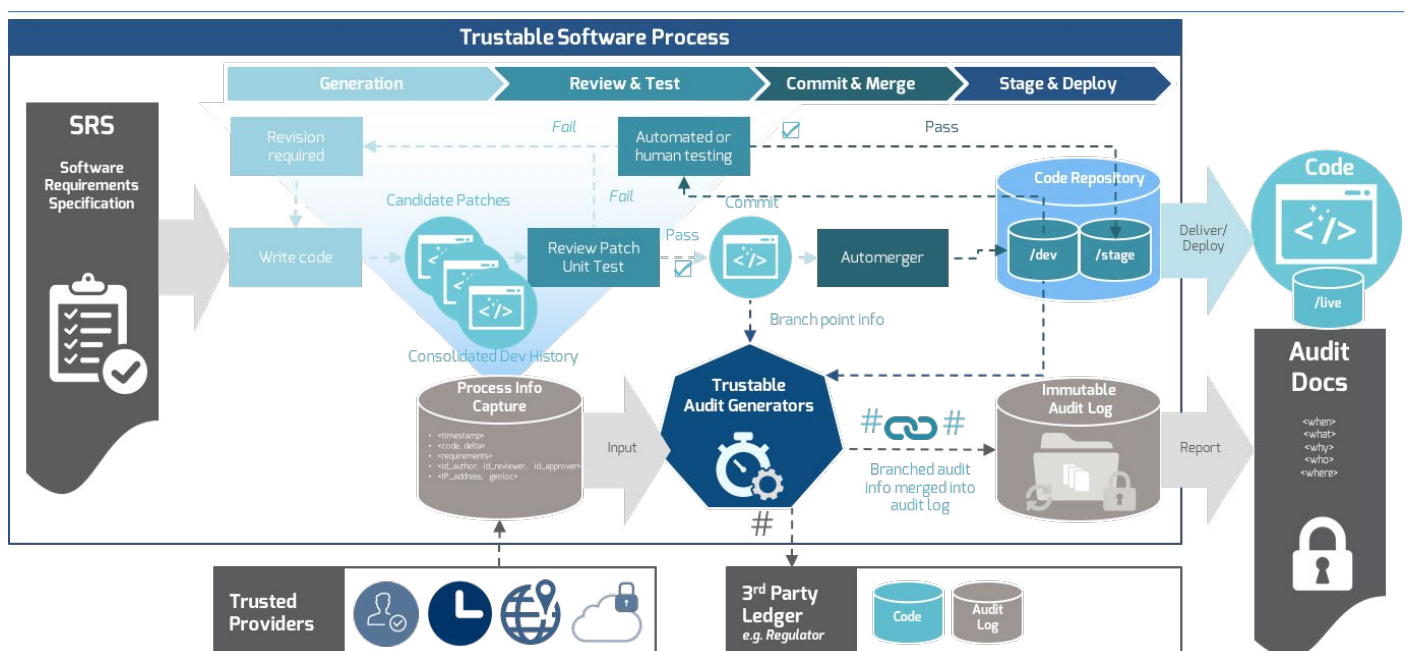 Trustable Software Process
Generation
Review & Test
Commit & Merge
Stage & Deploy
SRS
Software
Requirements
Specification
Revision
required
Fail
Automated or
human testing
Pass
Candidate Patches
Fail
Commit
Code Repository
Write code
Review Patch
Unit Test
Pass
Automerger
/dev
/stage
Deliver/
Deploy
Code
/live
Branch point info
Consolidated Dev History
Process Info
Capture
• <timestamp>
• <code, delta>
• <requirements>
• <id_author, id_reviewer, id_approver>
• <IP_address, geoloc>
Input
Trustable
Audit Generators
#
# #
Branched audit
info merged into
audit log
Immutable
Audit Log
Report
Audit
Docs
<when>
<what>
<why>
<who>
<where>
Trusted
Providers
3rd Party
Ledger
e.g. Regulator
Code
Audit
Log